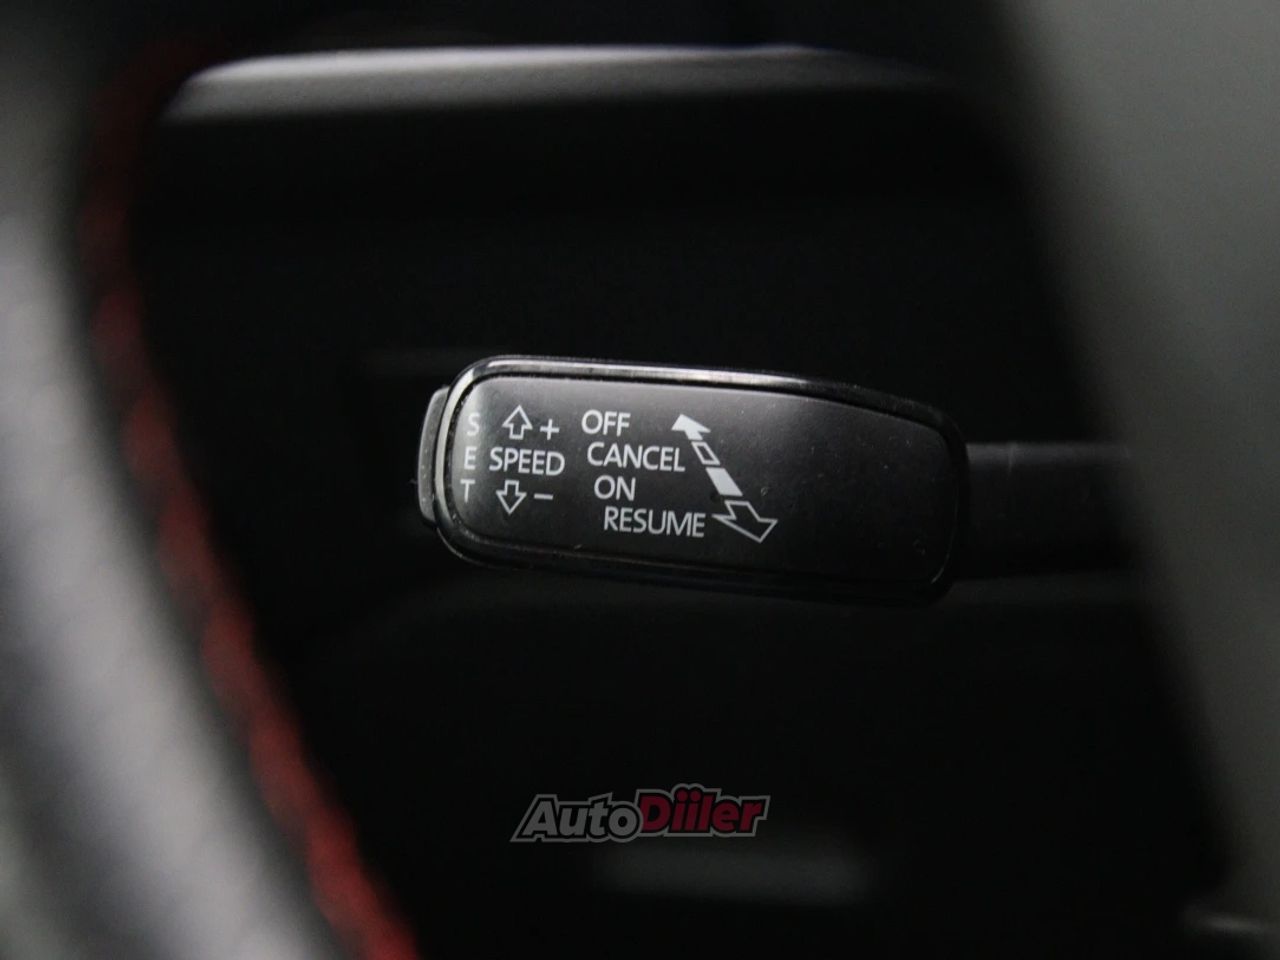 S + OFF
E SPEED CANCEL
T - ON
RESUME
AutoDiiler